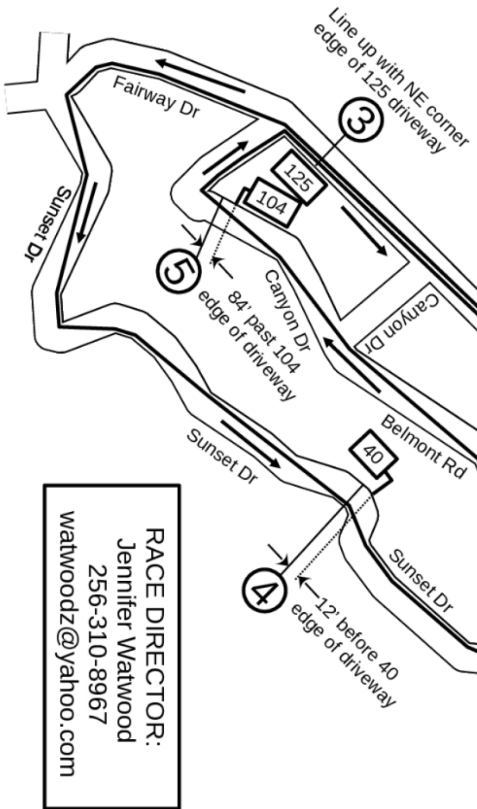 Line up with NE corner
edge of 125 driveway
3
Fairway Dr
125
104
Canyon Dr
Sunset Dr
5
Canyon Dr
84' past 104
edge of driveway
Belmont Rd
40
Sunset Dr
Sunset Dr
4
12' before 40
edge of driveway
RACE DIRECTOR:
Jennifer Watwood
256-310-8967
watwoodz@yahoo.com